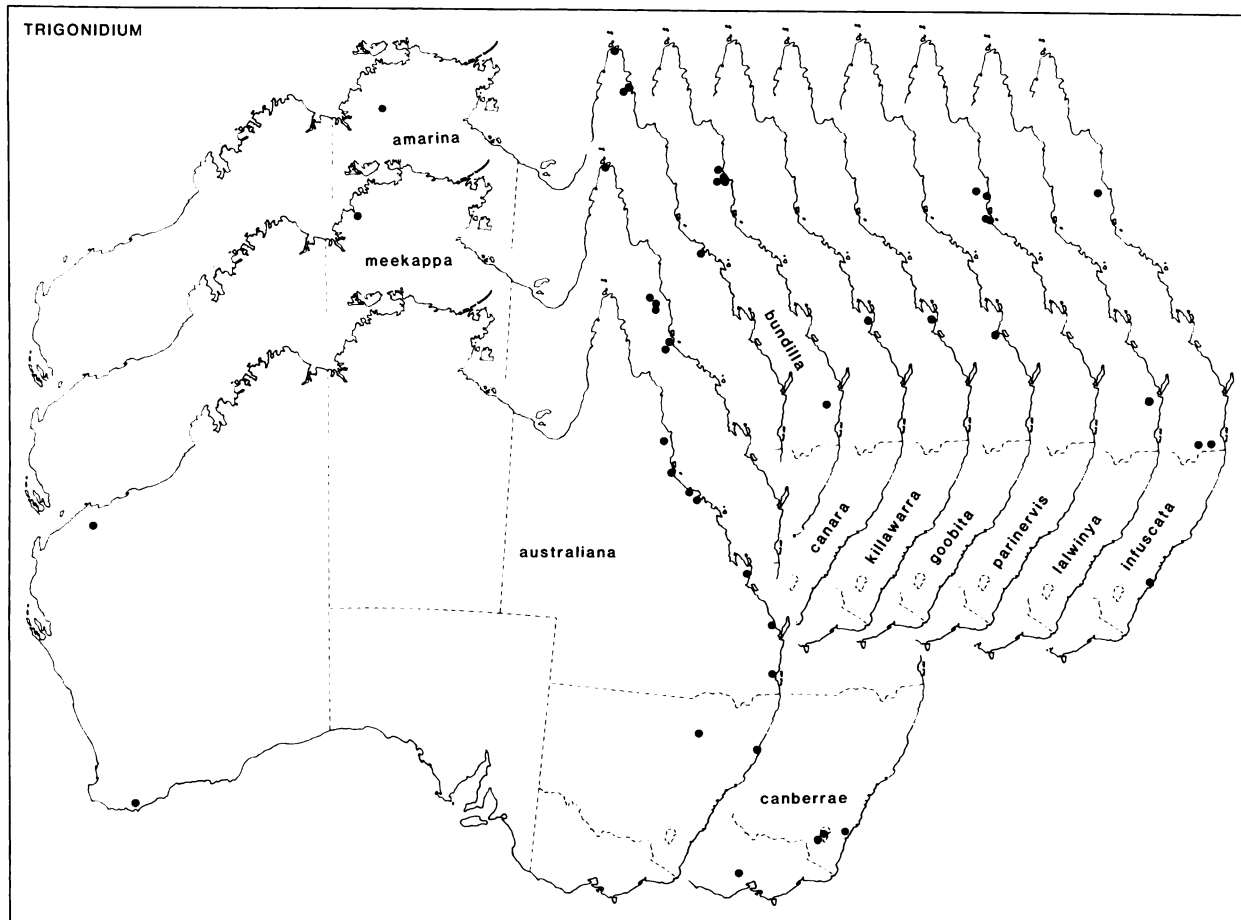 TRIGONIDIUM
amarina
meekappa
bundilla
australiana
canara
killawarra
goobita
parinervis
lalwinya
infuscata
canberrae